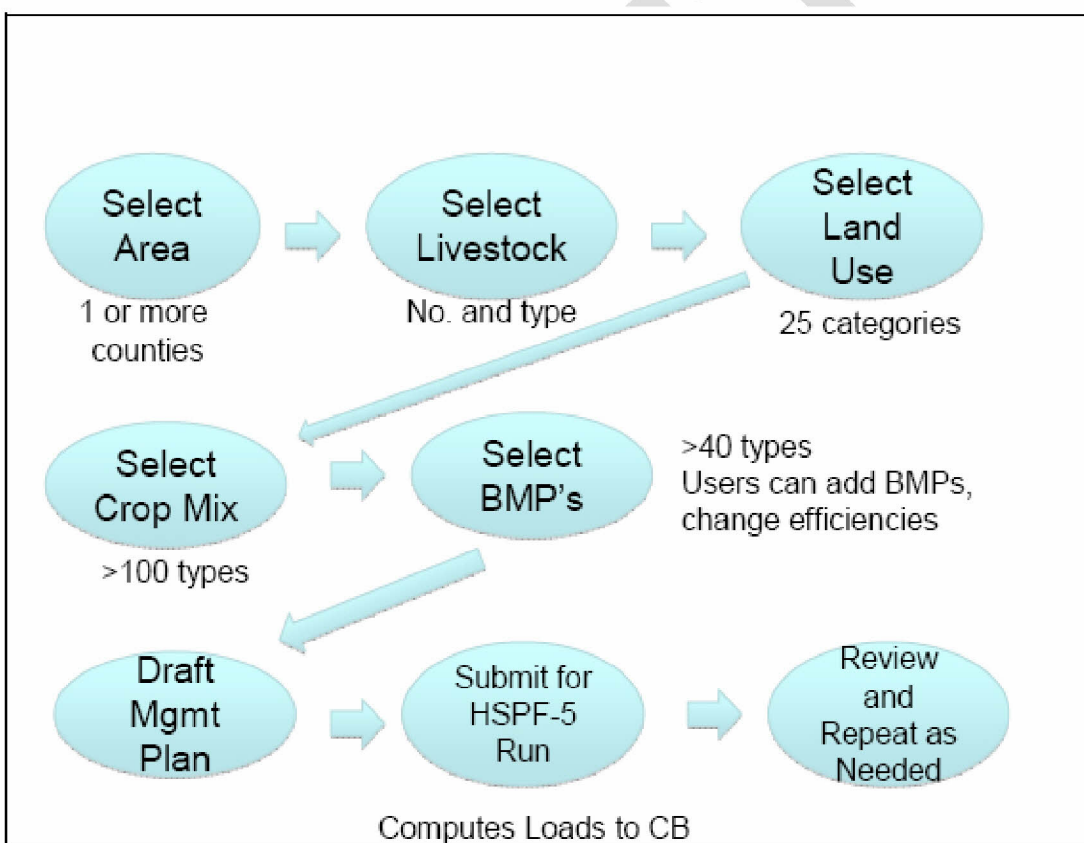 Select
Area
1 or more
counties
Select
Livestock
No. and type
Select
Land
Use
25 categories
Select
Crop Mix
>100 types
Select
BMP's
>40 types
Users can add BMPs,
change efficiencies
Draft
Mgmt
Plan
Submit for
HSPF-5
Run
Computes Loads to CB
Review
and
Repeat as
Needed